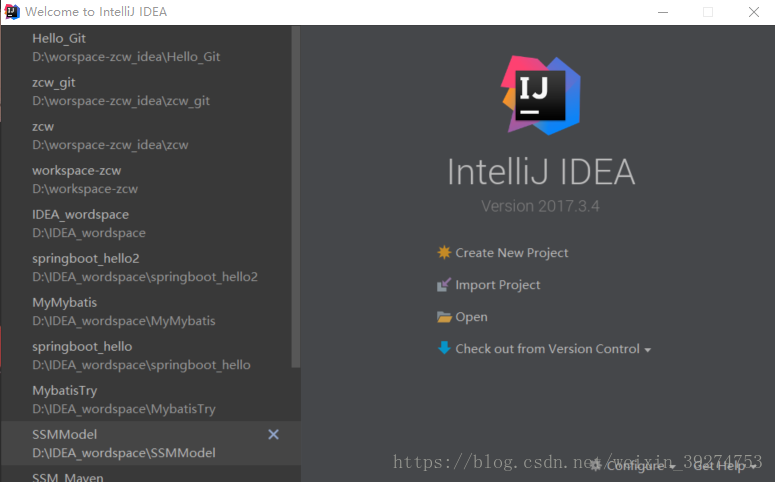 Welcome to IntelliJ IDEA
Hello_Git
D:\worspace-zcw_idea\Hello_Git
zcw_git
D:\worspace-zcw_idea\zcw_git
zcw
D:\worspace-zcw_idea\zcw
workspace-zcw
D:\workspace-zcw
IDEA_wordspace
D:\IDEA_wordspace
springboot_hello2
D:\IDEA_wordspace\springboot_hello2
MyMybatis
D:\IDEA_wordspace\MyMybatis
springboot_hello
D:\IDEA_wordspace\springboot_hello
MybatisTry
D:\IDEA_wordspace\MybatisTry
SSMModel
D:\IDEA_wordspace\SSMModel
SSM_Maven
IJ
IntelliJ IDEA
Version 2017.3.4
Create New Project
Import Project
Open
Check out from Version Control
Configure
Get Help
https://blog.csdn.net/weixin_39274753